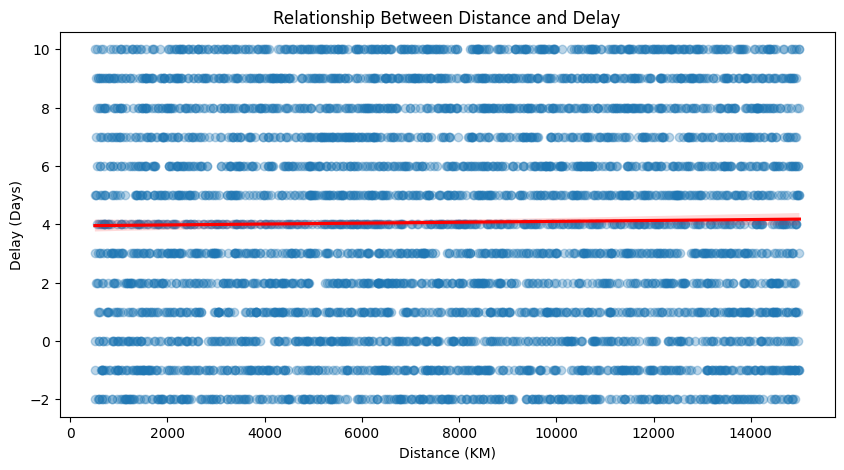 Relationship Between Distance and Delay
10
8
6
4
2
0
−2
Delay (Days)
0 2000 4000 6000 8000 10000 12000 14000
Distance (KM)